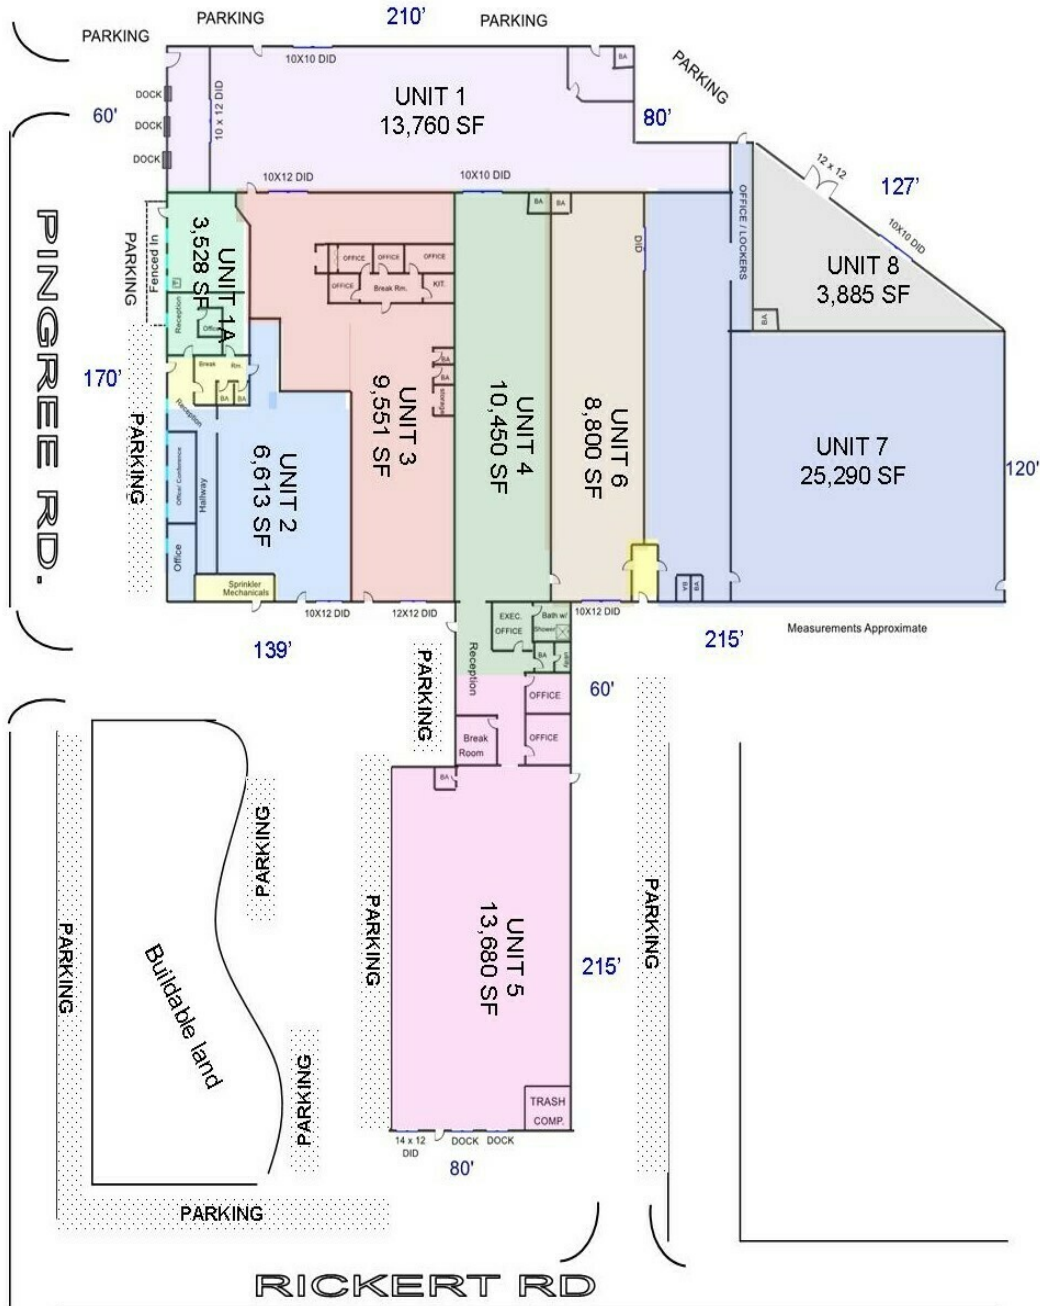 210'
PARKING
PARKING
PARKING
10X10 DID
BA
PARKING
DOCK
DOCK
DOCK
60'
10 x 12 DID
UNIT 1
13,760 SF
80'
10X12 DID
10X10 DID
12 x 12
127'
10X10 DID
OFFICE / LOCKERS
UNIT 8
3,885 SF
BA
PINGREE RD.
PARKING
Fenced In
UNIT 1A
3,528 SF
Reception
Office
OFFICE
OFFICE
OFFICE
OFFICE
Break Rm.
KIT.
BA
BA
DID
170'
Break Rm.
BA
BA
Reception
PARKING
Office/ Conference
Hallway
Office
UNIT 2
6,613 SF
Sprinkler
Mechanicals
BA
BA
storage
UNIT 3
9,551 SF
UNIT 4
10,450 SF
UNIT 6
8,800 SF
UNIT 7
25,290 SF
120'
BA
10X12 DID
12X12 DID
10X12 DID
139'
215'
Measurements Approximate
EXEC.
OFFICE
Bath w/
Shower
BA
utility
Reception
PARKING
60'
OFFICE
OFFICE
Break
Room
BA
UNIT 5
13,680 SF
215'
PARKING
PARKING
PARKING
PARKING
PARKING
Buildable land
TRASH
COMP.
14 x 12
DID
DOCK
DOCK
80'
PARKING
RICKERT RD